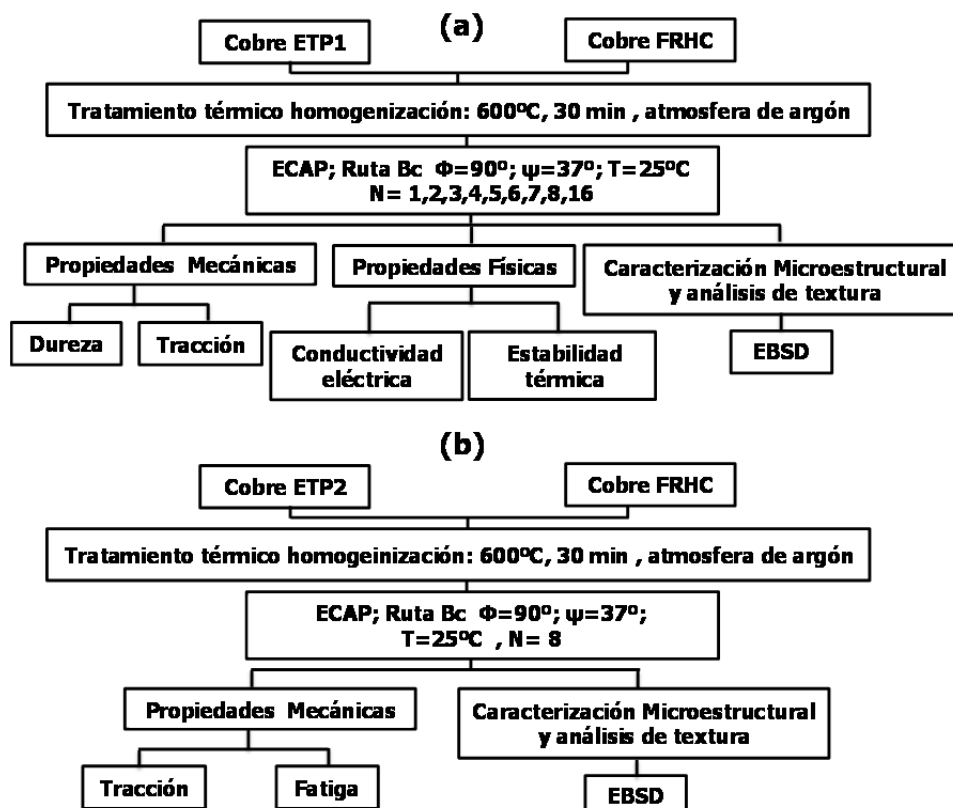 (a)
Cobre ETP1
Cobre FRHC
Tratamiento térmico homogenización: 600ºC, 30 min , atmosfera de argón
ECAP; Ruta Bc Φ=90º; ψ=37º; T=25ºC
N= 1,2,3,4,5,6,7,8,16
Propiedades Mecánicas
Propiedades Físicas
Caracterización Microestructural
y análisis de textura
Dureza
Tracción
Conductividad
eléctrica
Estabilidad
térmica
EBSD
(b)
Cobre ETP2
Cobre FRHC
Tratamiento térmico homogeinización: 600ºC, 30 min , atmosfera de argón
ECAP; Ruta Bc Φ=90º; ψ=37º;
T=25ºC , N= 8
Propiedades Mecánicas
Caracterización Microestructural
y análisis de textura
Tracción
Fatiga
EBSD